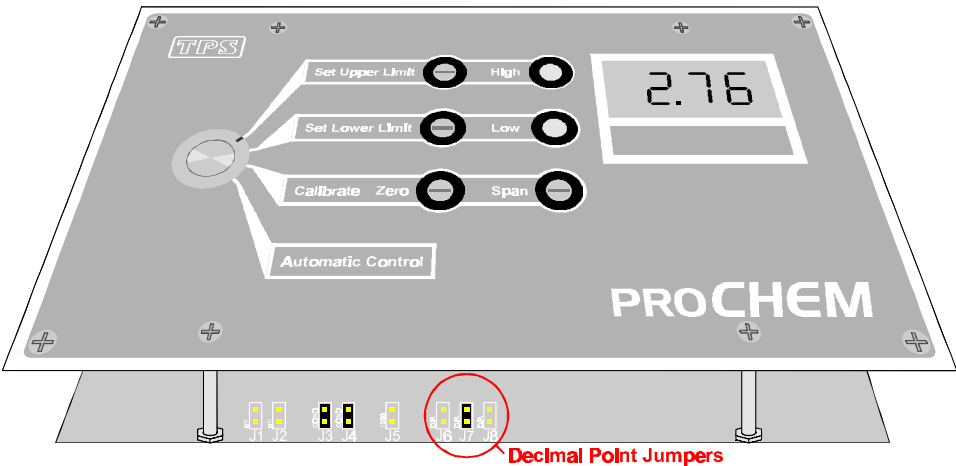 TPS
Set Upper Limit High
2.76
Set Lower Limit Low
Calibrate Zero Span
Automatic Control
PROCHEM
J1 J2 J3 J4 J5 J6 J7 J8
Decimal Point Jumpers